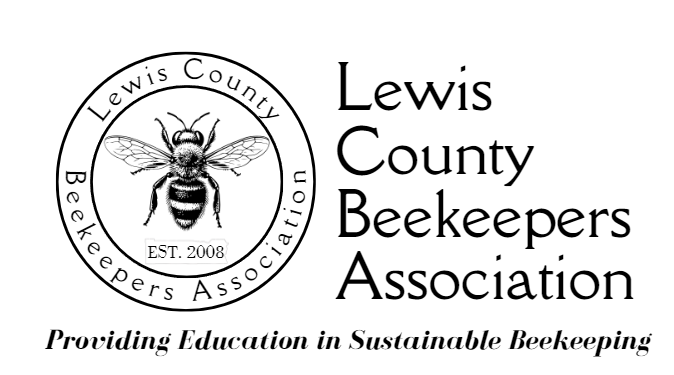 Lewis County
Beekeepers Association
EST. 2008
Lewis
County
Beekeepers
Association
Providing Education in Sustainable Beekeeping